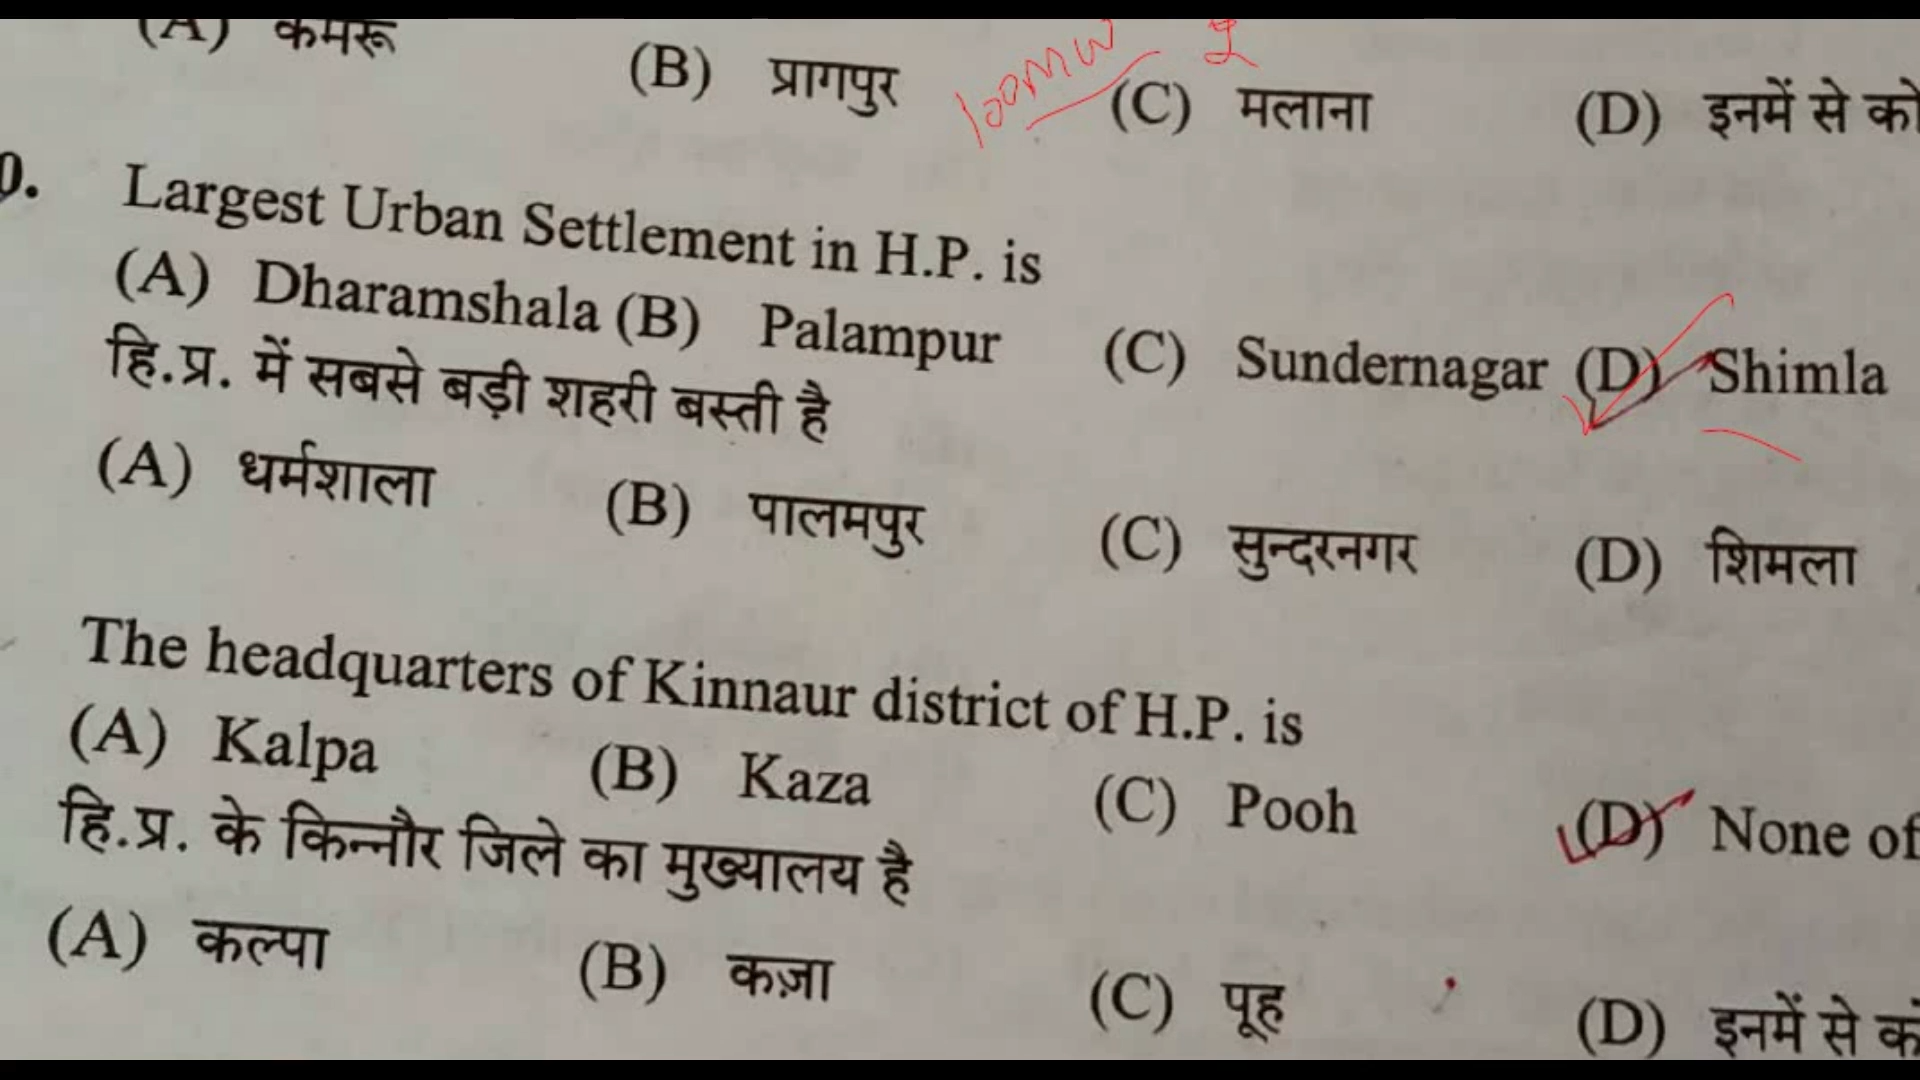 (A) कमरू (B) प्रागपुर (C) मलाना (D) इनमें से को
100MW
0. Largest Urban Settlement in H.P. is
(A) Dharamshala (B) Palampur (C) Sundernagar (D) Shimla
हि.प्र. में सबसे बड़ी शहरी बस्ती है
(A) धर्मशाला (B) पालमपुर (C) सुन्दरनगर (D) शिमला
The headquarters of Kinnaur district of H.P. is
(A) Kalpa (B) Kaza (C) Pooh (D) None of
हि.प्र. के किन्नौर जिले का मुख्यालय है
(A) कल्पा (B) कज़ा (C) पूह (D) इनमें से